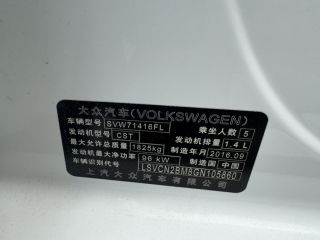 大众汽车(VOLKSWAGEN)
车辆型号 SVW71416FL 乘坐人数 5
发动机型号 CST 发动机排量 1.4 L
最大允许总质量 1825kg 制造年月 2016.09
发动机最大净功率 96 kW 制造国 中国
车辆识别代号 LSVCN2BM8GN105860
上汽大众汽车有限公司